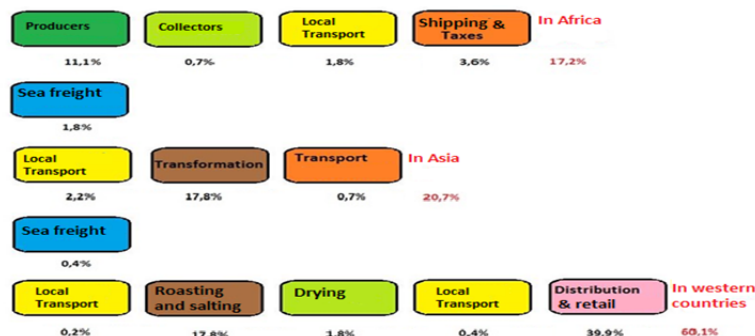 Producers
Collectors
Local
Transport
Shipping &
Taxes
In Africa
11,1%
0,7%
1,8%
3,6%
17,2%
Sea freight
1,8%
Local
Transport
Transformation
Transport
In Asia
2,2%
17,8%
0,7%
20,7%
Sea freight
0,4%
Local
Transport
Roasting
and salting
Drying
Local
Transport
Distribution
& retail
In western
countries
0,2%
17,8%
1,8%
0,4%
39,9%
60,1%